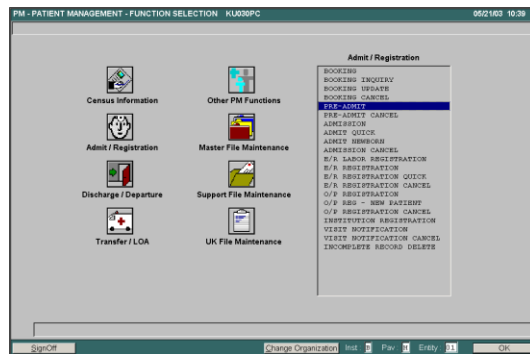 PM - PATIENT MANAGEMENT - FUNCTION SELECTION KU030PC 05/21/03 10:39
Admit / Registration
Census Information
Other PM Functions
Admit / Registration
Master File Maintenance
Discharge / Departure
Support File Maintenance
Transfer / LOA
UK File Maintenance
BOOKING
BOOKING INQUIRY
BOOKING UPDATE
BOOKING CANCEL
PRE-ADMIT
PRE-ADMIT CANCEL
ADMISSION
ADMIT QUICK
ADMIT NEWBORN
ADMISSION CANCEL
E/R LABOR REGISTRATION
E/R REGISTRATION
E/R REGISTRATION QUICK
E/R REGISTRATION CANCEL
O/P REGISTRATION
O/P REG - NEW PATIENT
O/P REGISTRATION CANCEL
INSTITUTION REGISTRATION
VISIT NOTIFICATION
VISIT NOTIFICATION CANCEL
INCOMPLETE RECORD DELETE
SignOff Change Organization Inst: Pav: Entity: 01 OK